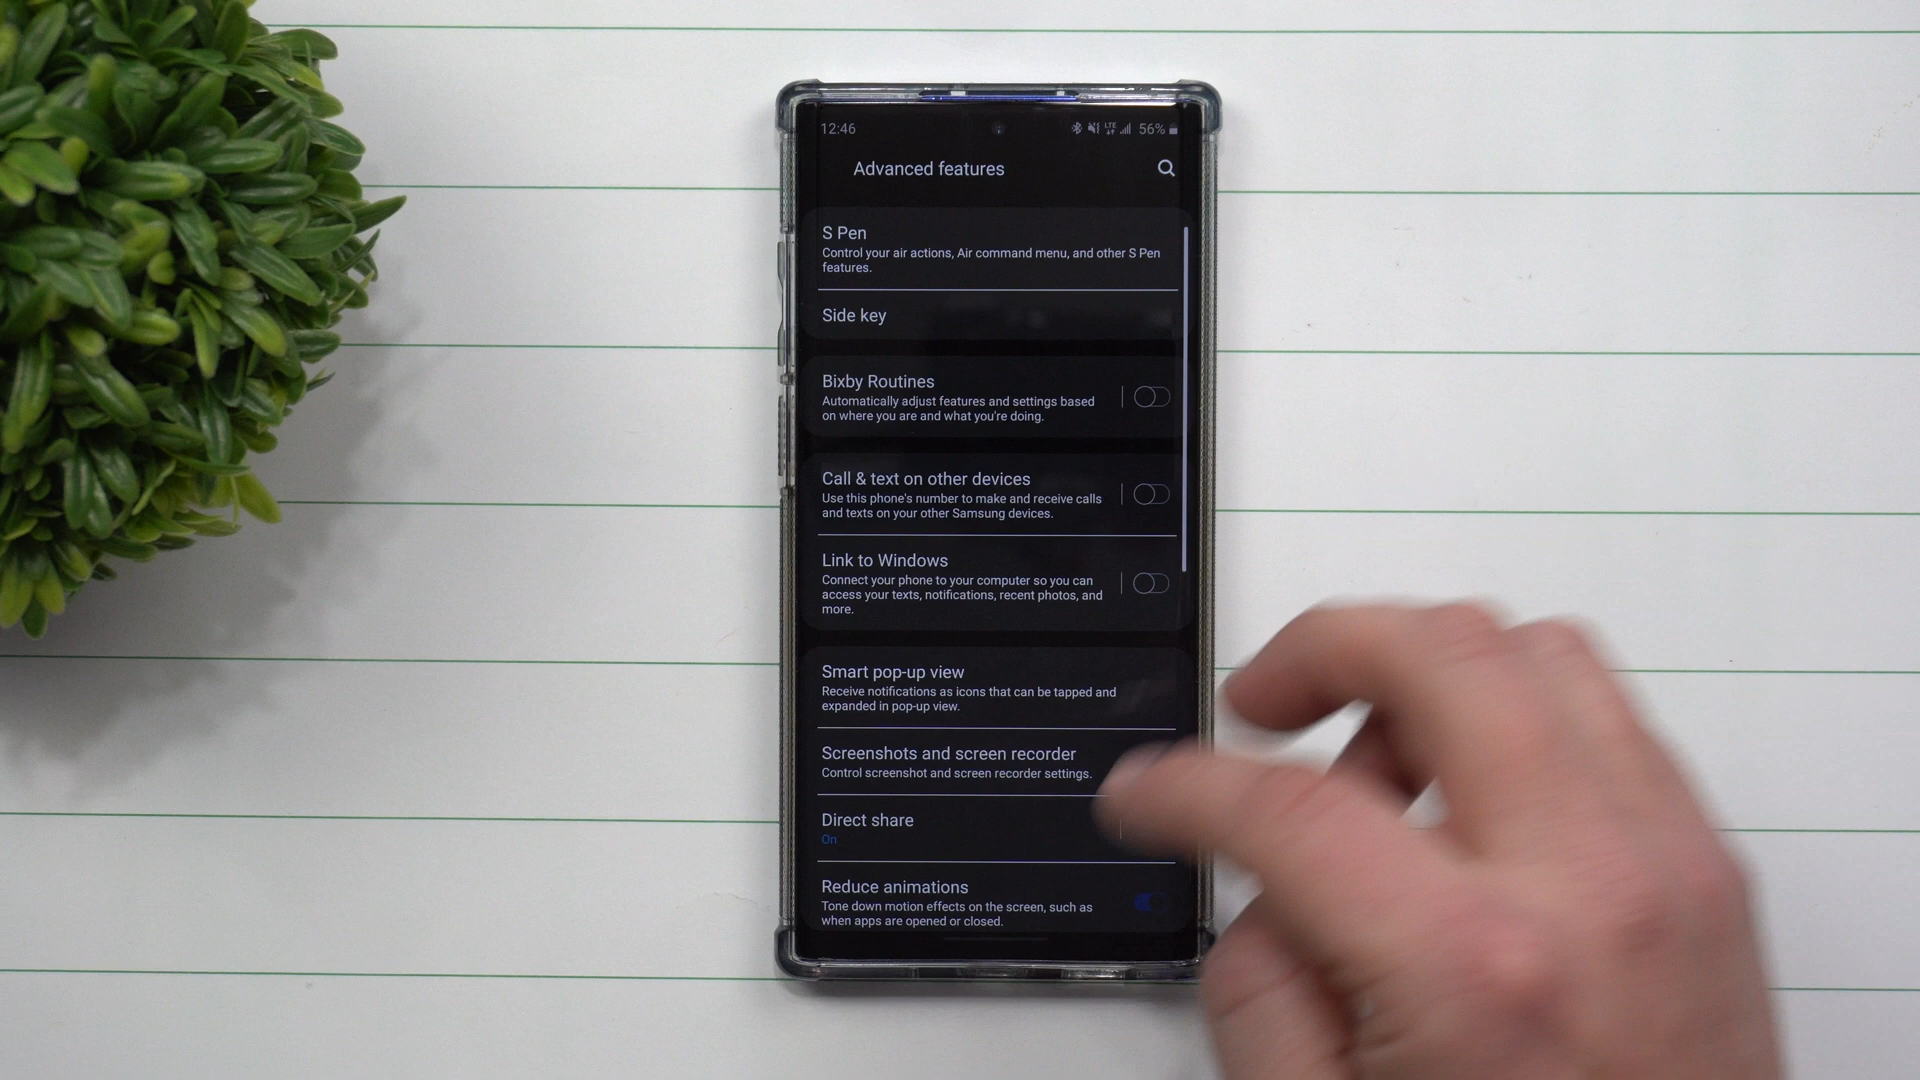 12:46
LTE 56%
Advanced features
S Pen
Control your air actions, Air command menu, and other S Pen
features.
Side key
Bixby Routines
Automatically adjust features and settings based
on where you are and what you're doing.
Call & text on other devices
Use this phone's number to make and receive calls
and texts on your other Samsung devices.
Link to Windows
Connect your phone to your computer so you can
access your texts, notifications, recent photos, and
more.
Smart pop-up view
Receive notifications as icons that can be tapped and
expanded in pop-up view.
Screenshots and screen recorder
Control screenshot and screen recorder settings.
Direct share
On
Reduce animations
Tone down motion effects on the screen, such as
when apps are opened or closed.